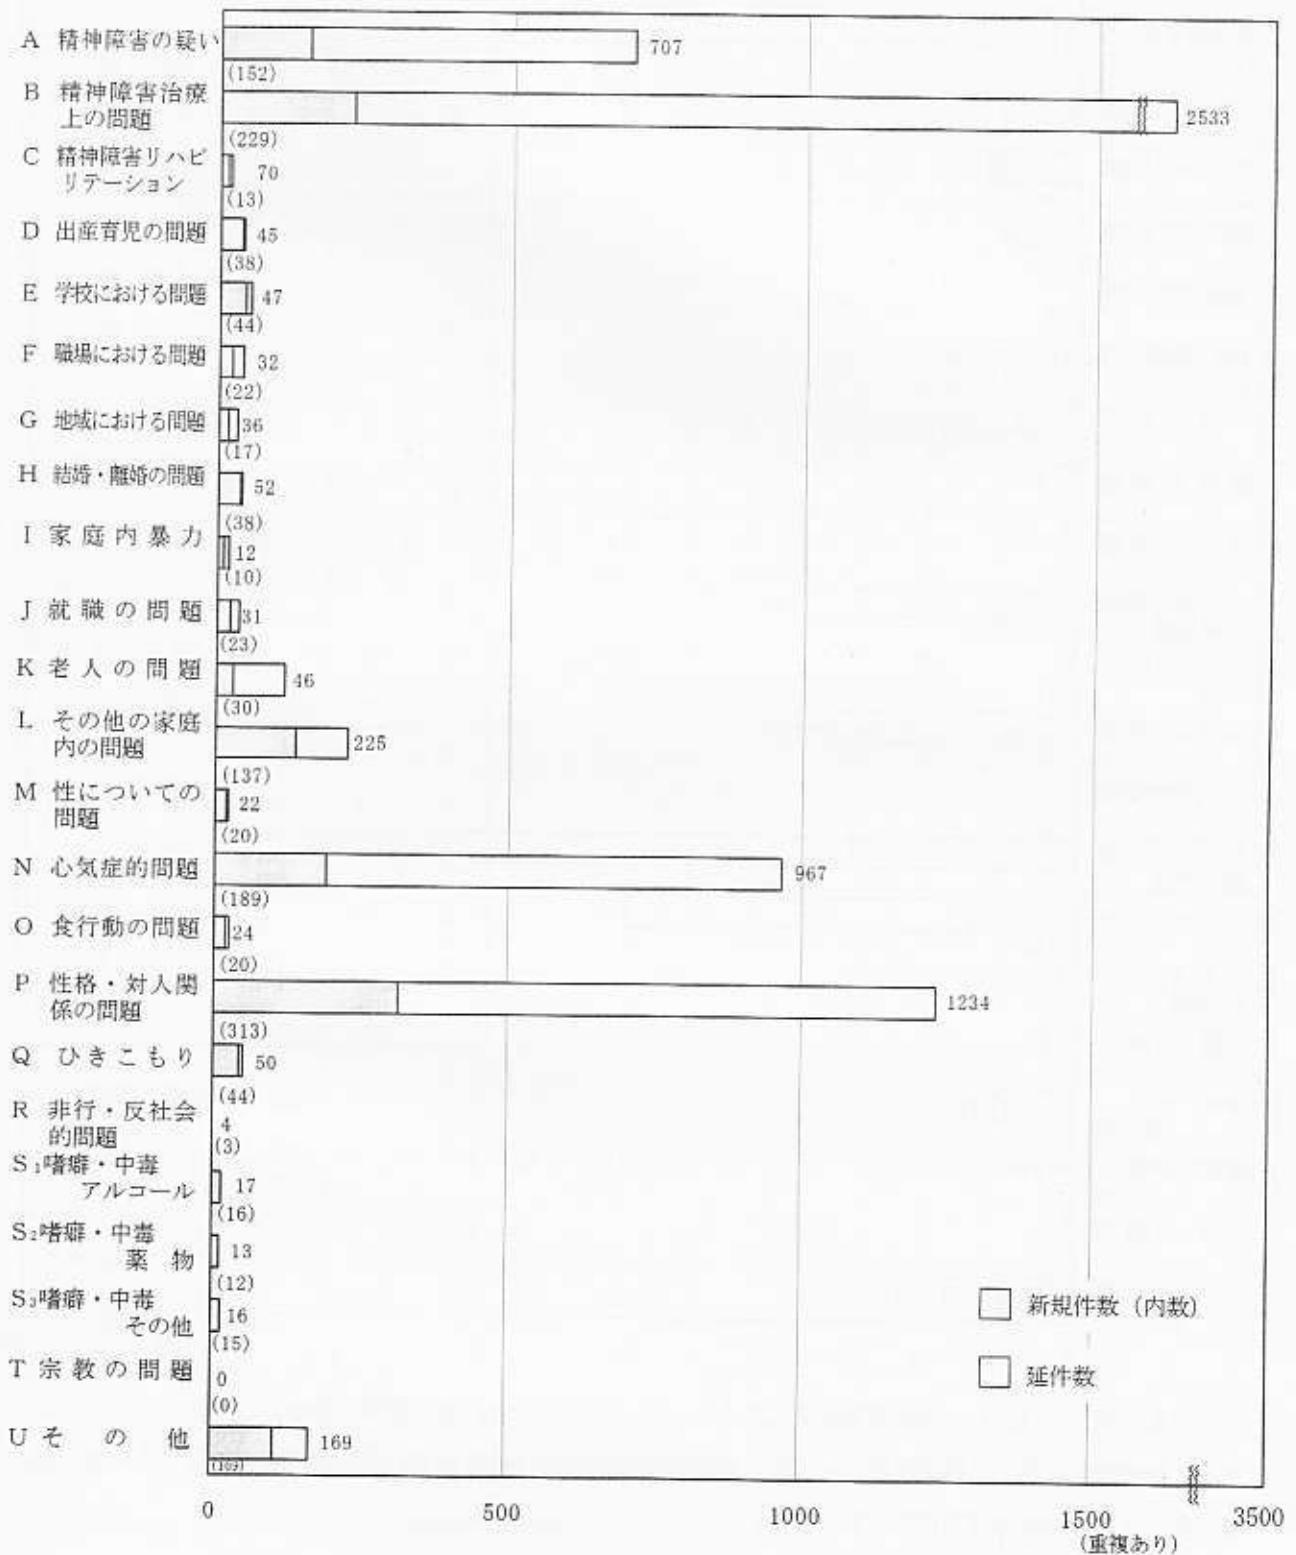 A 精神障害の疑い 707
(152)
B 精神障害治療
上の問題 2533
(229)
C 精神障害リハビ
リテーション 70
(13)
D 出産育児の問題 45
(38)
E 学校における問題 47
(44)
F 職場における問題 32
(22)
G 地域における問題 36
(17)
H 結婚・離婚の問題 52
(38)
I 家庭内暴力 12
(10)
J 就職の問題 31
(23)
K 老人の問題 46
(30)
L その他の家庭
内の問題 225
(137)
M 性についての
問題 22
(20)
N 心気症的問題 967
(189)
O 食行動の問題 24
(20)
P 性格・対人関
係の問題 1234
(313)
Q ひきこもり 50
(44)
R 非行・反社会
的問題 4
(3)
S₁嗜癖・中毒
アルコール 17
(16)
S₂嗜癖・中毒
薬物 13
(12)
S₃嗜癖・中毒
その他 16
(15)
新規件数(内数)
T 宗教の問題 0
(0)
延件数
U その他 169
(109)
0 500 1000 1500 3500
(重複あり)